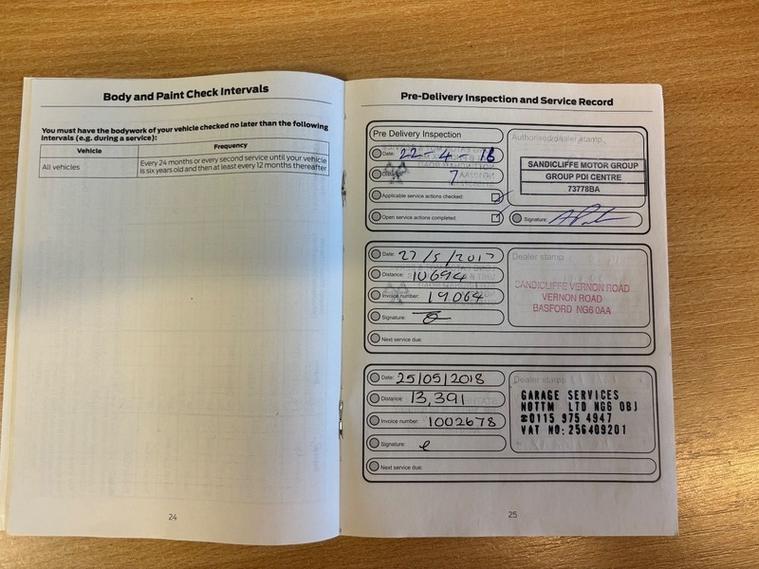 Body and Paint Check Intervals
You must have the bodywork of your vehicle checked no later than the following
intervals (e.g. during a service):
Vehicle Frequency
All vehicles Every 24 months or every second service until your vehicle
is six years old and then at least every 12 months thereafter
24
Pre-Delivery Inspection and Service Record
Pre Delivery Inspection
Authorised dealer stamp
Date: 22-4-16
7
SANDICLIFFE MOTOR GROUP
GROUP PDI CENTRE
73778BA
Applicable service actions checked:
Open service actions completed:
Signature:
Date: 27/5/2017
Dealer stamp
Distance: 10694
Invoice number: 19064
SANDICLIFFE VERNON ROAD
VERNON ROAD
BASFORD NG6 0AA
Signature:
Next service due:
Date: 25/05/2018
Dealer stamp
Distance: 13,391
Invoice number: 1002678
GARAGE SERVICES
NOTTM LTD NG6 0BJ
☎0115 975 4947
VAT NO: 256409201
Signature:
Next service due:
25